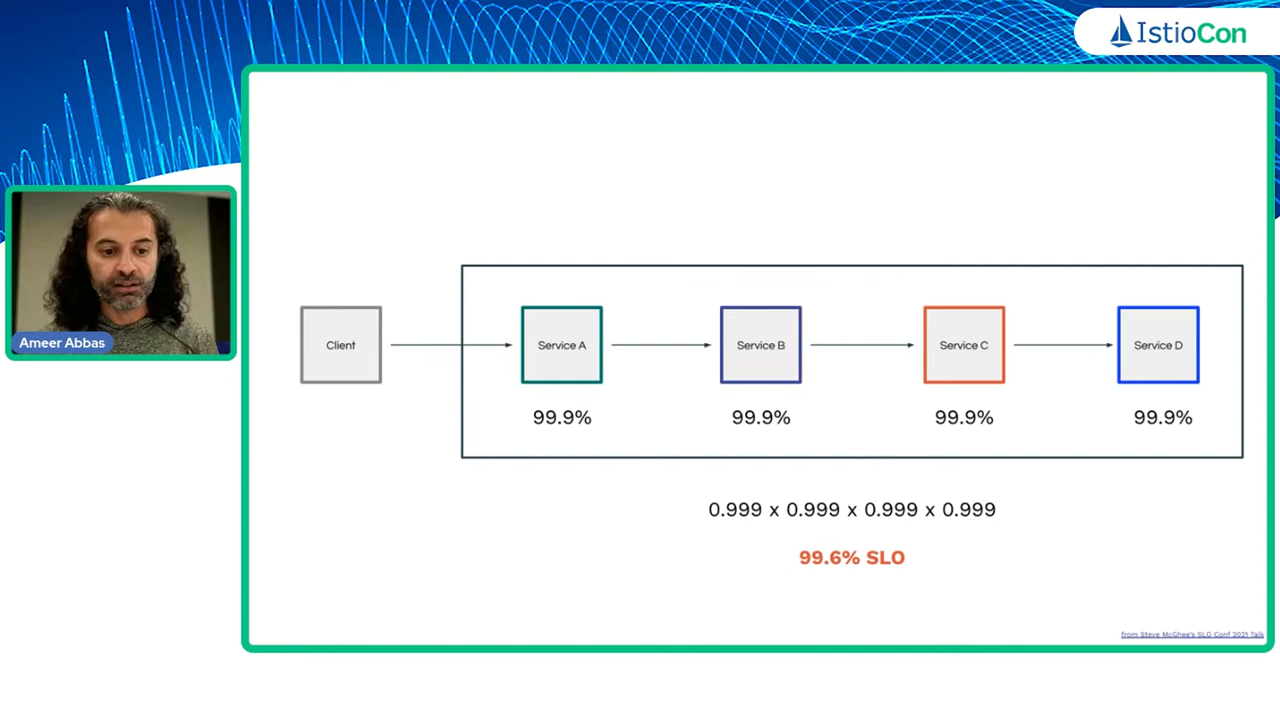 IstioCon
Ameer Abbas
Client
Service A
Service B
Service C
Service D
99.9%
99.9%
99.9%
99.9%
0.999 x 0.999 x 0.999 x 0.999
99.6% SLO
from Steve McGhee's SLO Conf 2021 Talk